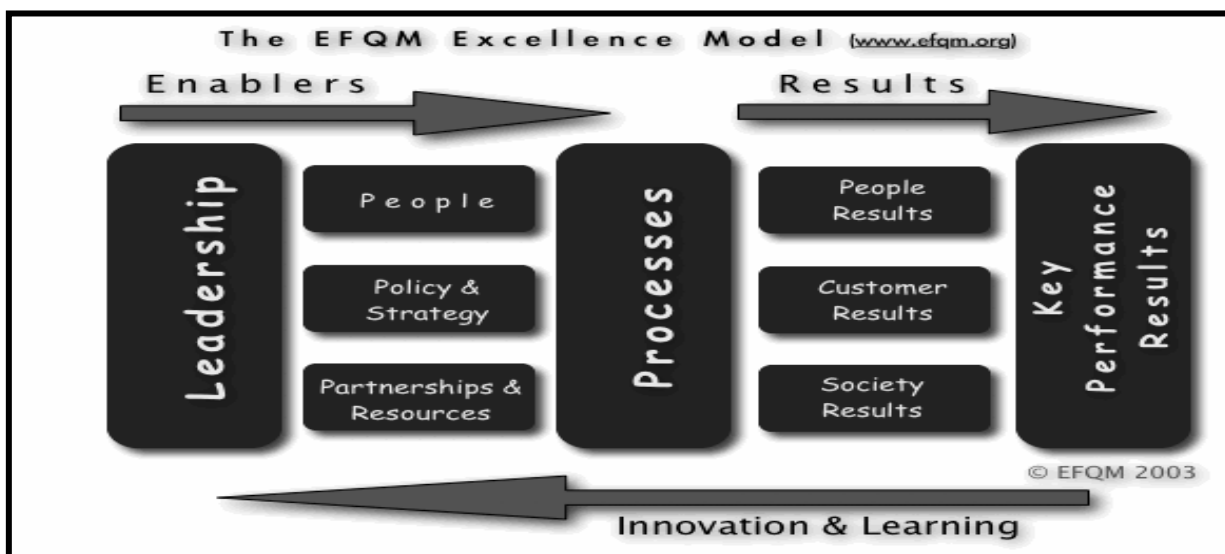 The EFQM Excellence Model (www.efqm.org)
Enablers
Results
Leadership
People
Policy &
Strategy
Partnerships &
Resources
Processes
People
Results
Customer
Results
Society
Results
Key
Performance
Results
© EFQM 2003
Innovation & Learning